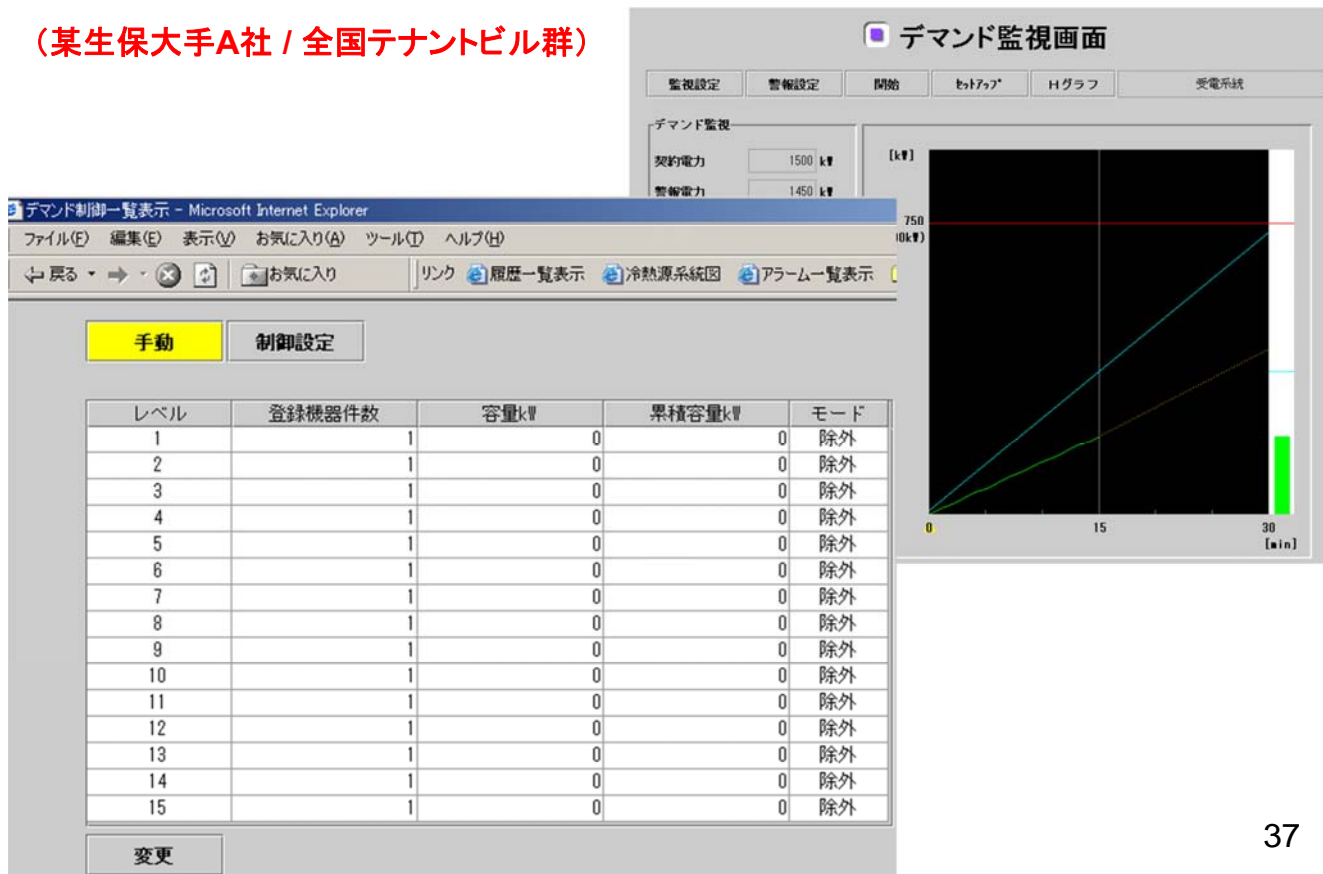 （某生保大手A社 / 全国テナントビル群）
デマンド監視画面
監視設定 警報設定 開始 ｾｯﾄｱｯﾌﾟ Hグラフ 受電系統
デマンド監視
契約電力 1500 kW
警報電力 1450 kW
[kW]
750
0 15 30
[min]
デマンド制御一覧表示 - Microsoft Internet Explorer
ファイル(F) 編集(E) 表示(V) お気に入り(A) ツール(T) ヘルプ(H)
戻る お気に入り リンク 履歴一覧表示 冷熱源系統図 アラーム一覧表示
手動 制御設定
レベル 登録機器件数 容量kW 累積容量kW モード
1 1 0 0 除外
2 1 0 0 除外
3 1 0 0 除外
4 1 0 0 除外
5 1 0 0 除外
6 1 0 0 除外
7 1 0 0 除外
8 1 0 0 除外
9 1 0 0 除外
10 1 0 0 除外
11 1 0 0 除外
12 1 0 0 除外
13 1 0 0 除外
14 1 0 0 除外
15 1 0 0 除外
変更
37